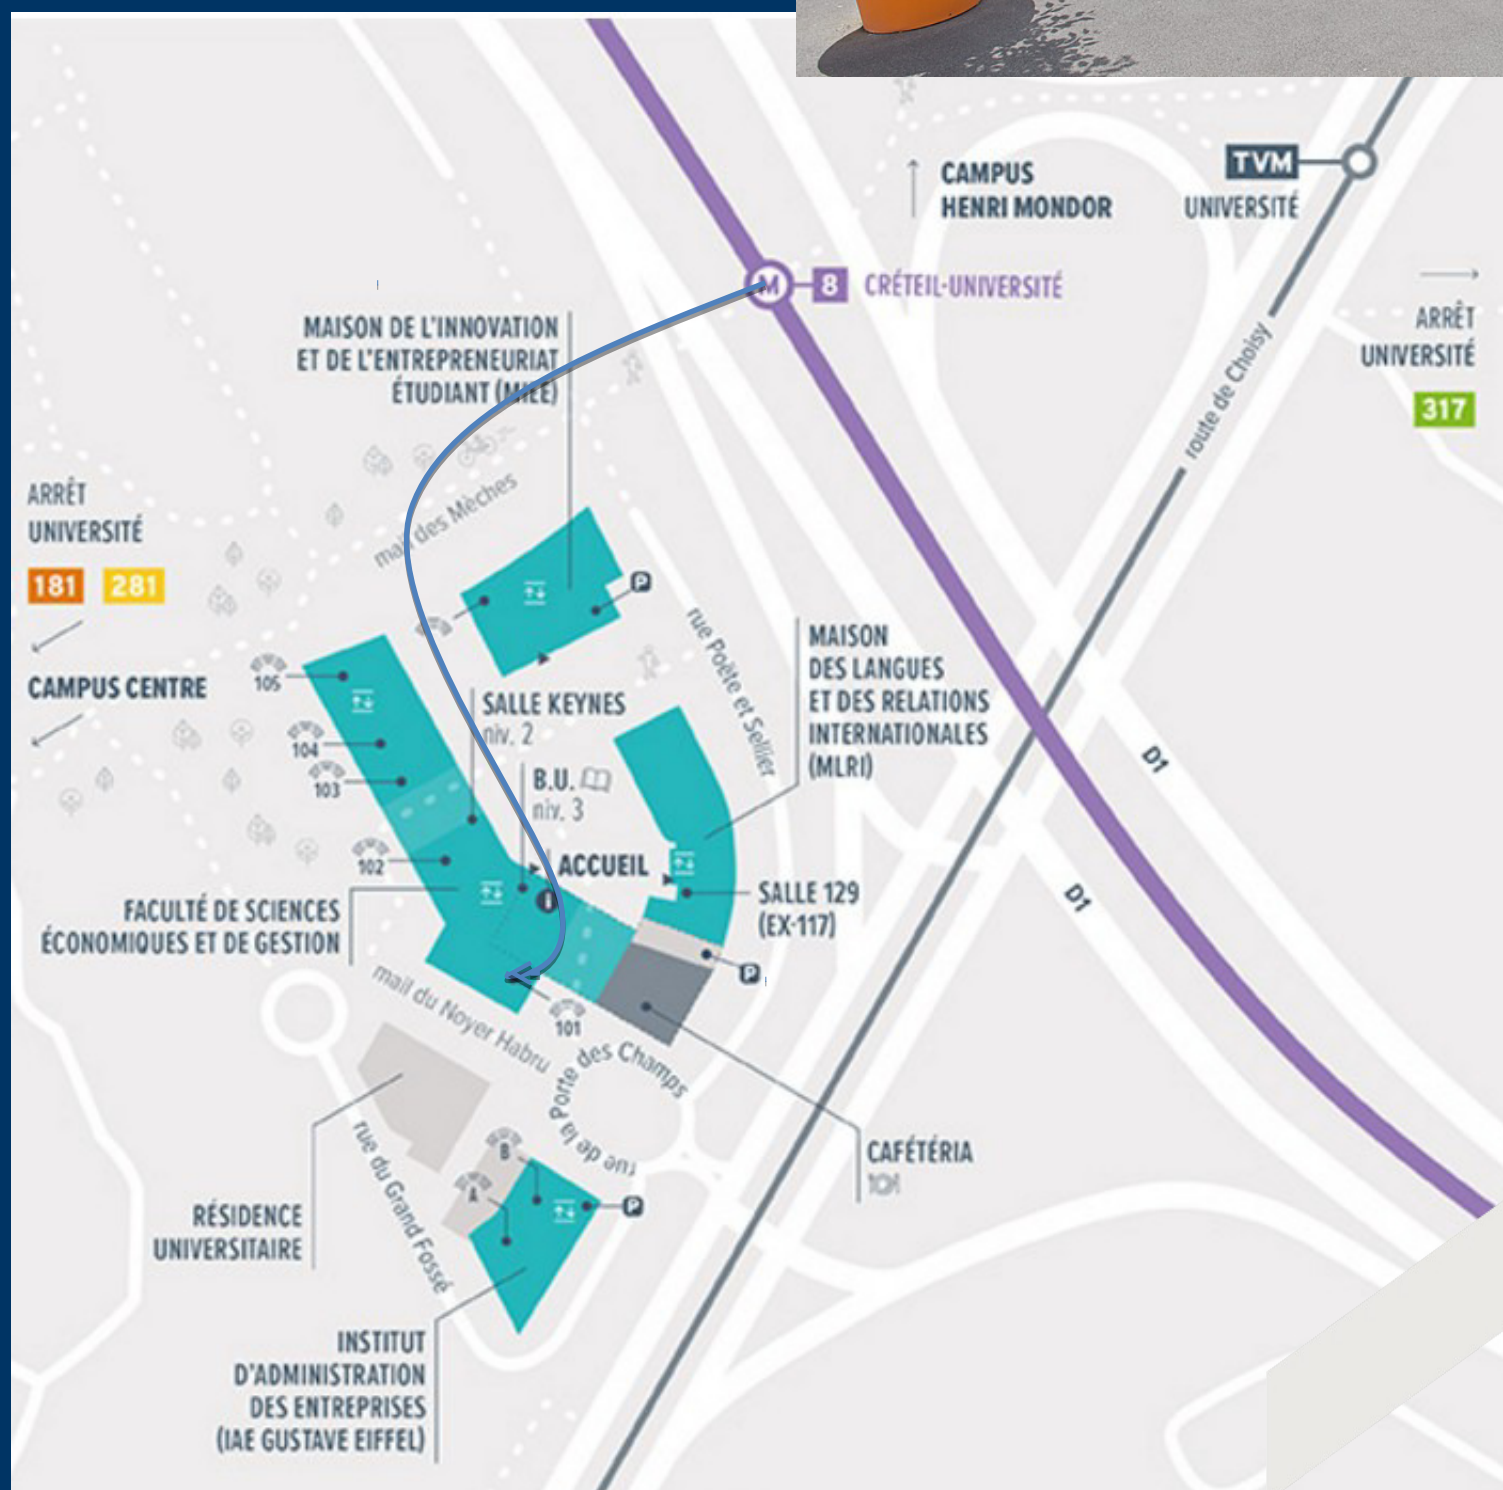 CAMPUS
HENRI MONDOR
TVM
UNIVERSITÉ
M
8
CRÉTEIL-UNIVERSITÉ
ARRÊT
UNIVERSITÉ
317
route de Choisy
MAISON DE L'INNOVATION
ET DE L'ENTREPRENEURIAT
ÉTUDIANT (MIEE)
mail des Mèches
ARRÊT
UNIVERSITÉ
181
281
CAMPUS CENTRE
P
rue Poëte et Sellier
MAISON
DES LANGUES
ET DES RELATIONS
INTERNATIONALES
(MLRI)
105
104
103
102
SALLE KEYNES
niv. 2
B.U.
niv. 3
ACCUEIL
i
SALLE 129
(EX-117)
D1
D1
FACULTÉ DE SCIENCES
ÉCONOMIQUES ET DE GESTION
P
101
mail du Noyer Habru
rue de la Porte des Champs
CAFÉTÉRIA
RÉSIDENCE
UNIVERSITAIRE
rue du Grand Fossé
B
A
P
INSTITUT
D'ADMINISTRATION
DES ENTREPRISES
(IAE GUSTAVE EIFFEL)